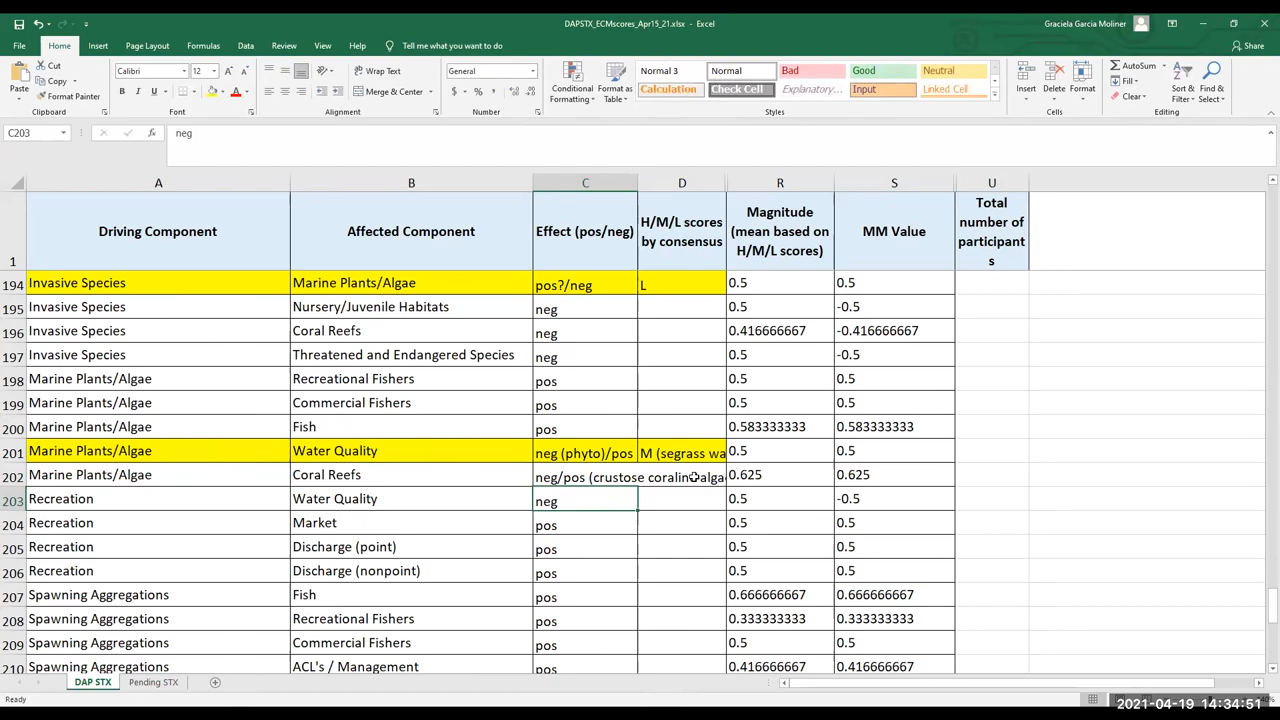 DAPSTX_ECMscores_Apr15_21.xlsx - Excel
Graciela Garcia Moliner
File Home Insert Page Layout Formulas Data Review View Help Tell me what you want to do Share
Paste Cut Copy Format Painter Clipboard
Calibri 12 B I U A Font
Wrap Text Merge & Center Alignment
General $ % , Number
Conditional Formatting Format as Table
Normal 3 Normal Bad Good Neutral
Calculation Check Cell Explanatory... Input Linked Cell
Styles
Insert Delete Format Cells
AutoSum Fill Clear Sort & Filter Find & Select Editing
C203 fx neg
A B C D R S U
1 Driving Component Affected Component Effect (pos/neg) H/M/L scores by consensus Magnitude (mean based on H/M/L scores) MM Value Total number of participants
194 Invasive Species Marine Plants/Algae pos?/neg L 0.5 0.5
195 Invasive Species Nursery/Juvenile Habitats neg 0.5 -0.5
196 Invasive Species Coral Reefs neg 0.416666667 -0.416666667
197 Invasive Species Threatened and Endangered Species neg 0.5 -0.5
198 Marine Plants/Algae Recreational Fishers pos 0.5 0.5
199 Marine Plants/Algae Commercial Fishers pos 0.5 0.5
200 Marine Plants/Algae Fish pos 0.583333333 0.583333333
201 Marine Plants/Algae Water Quality neg (phyto)/pos M (segrass wa 0.5 0.5
202 Marine Plants/Algae Coral Reefs neg/pos (crustose coralin algae 0.625 0.625
203 Recreation Water Quality neg 0.5 -0.5
204 Recreation Market pos 0.5 0.5
205 Recreation Discharge (point) pos 0.5 0.5
206 Recreation Discharge (nonpoint) pos 0.5 0.5
207 Spawning Aggregations Fish pos 0.666666667 0.666666667
208 Spawning Aggregations Recreational Fishers pos 0.333333333 0.333333333
209 Spawning Aggregations Commercial Fishers pos 0.5 0.5
210 Spawning Aggregations ACL's / Management pos 0.416666667 0.416666667
DAP STX Pending STX
Ready
2021-04-19 14:34:51